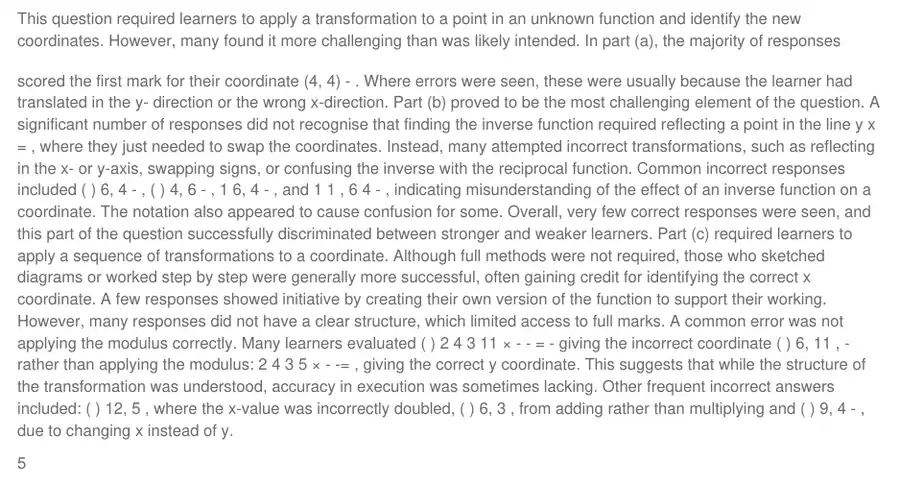 This question required learners to apply a transformation to a point in an unknown function and identify the new
coordinates. However, many found it more challenging than was likely intended. In part (a), the majority of responses
scored the first mark for their coordinate (4, 4) - . Where errors were seen, these were usually because the learner had
translated in the y- direction or the wrong x-direction. Part (b) proved to be the most challenging element of the question. A
significant number of responses did not recognise that finding the inverse function required reflecting a point in the line y x
= , where they just needed to swap the coordinates. Instead, many attempted incorrect transformations, such as reflecting
in the x- or y-axis, swapping signs, or confusing the inverse with the reciprocal function. Common incorrect responses
included ( ) 6, 4 - , ( ) 4, 6 - , 1 6, 4 - , and 1 1 , 6 4 - , indicating misunderstanding of the effect of an inverse function on a
coordinate. The notation also appeared to cause confusion for some. Overall, very few correct responses were seen, and
this part of the question successfully discriminated between stronger and weaker learners. Part (c) required learners to
apply a sequence of transformations to a coordinate. Although full methods were not required, those who sketched
diagrams or worked step by step were generally more successful, often gaining credit for identifying the correct x
coordinate. A few responses showed initiative by creating their own version of the function to support their working.
However, many responses did not have a clear structure, which limited access to full marks. A common error was not
applying the modulus correctly. Many learners evaluated ( ) 2 4 3 11 × - - = - giving the incorrect coordinate ( ) 6, 11 , -
rather than applying the modulus: 2 4 3 5 × - -= , giving the correct y coordinate. This suggests that while the structure of
the transformation was understood, accuracy in execution was sometimes lacking. Other frequent incorrect answers
included: ( ) 12, 5 , where the x-value was incorrectly doubled, ( ) 6, 3 , from adding rather than multiplying and ( ) 9, 4 - ,
due to changing x instead of y.
5